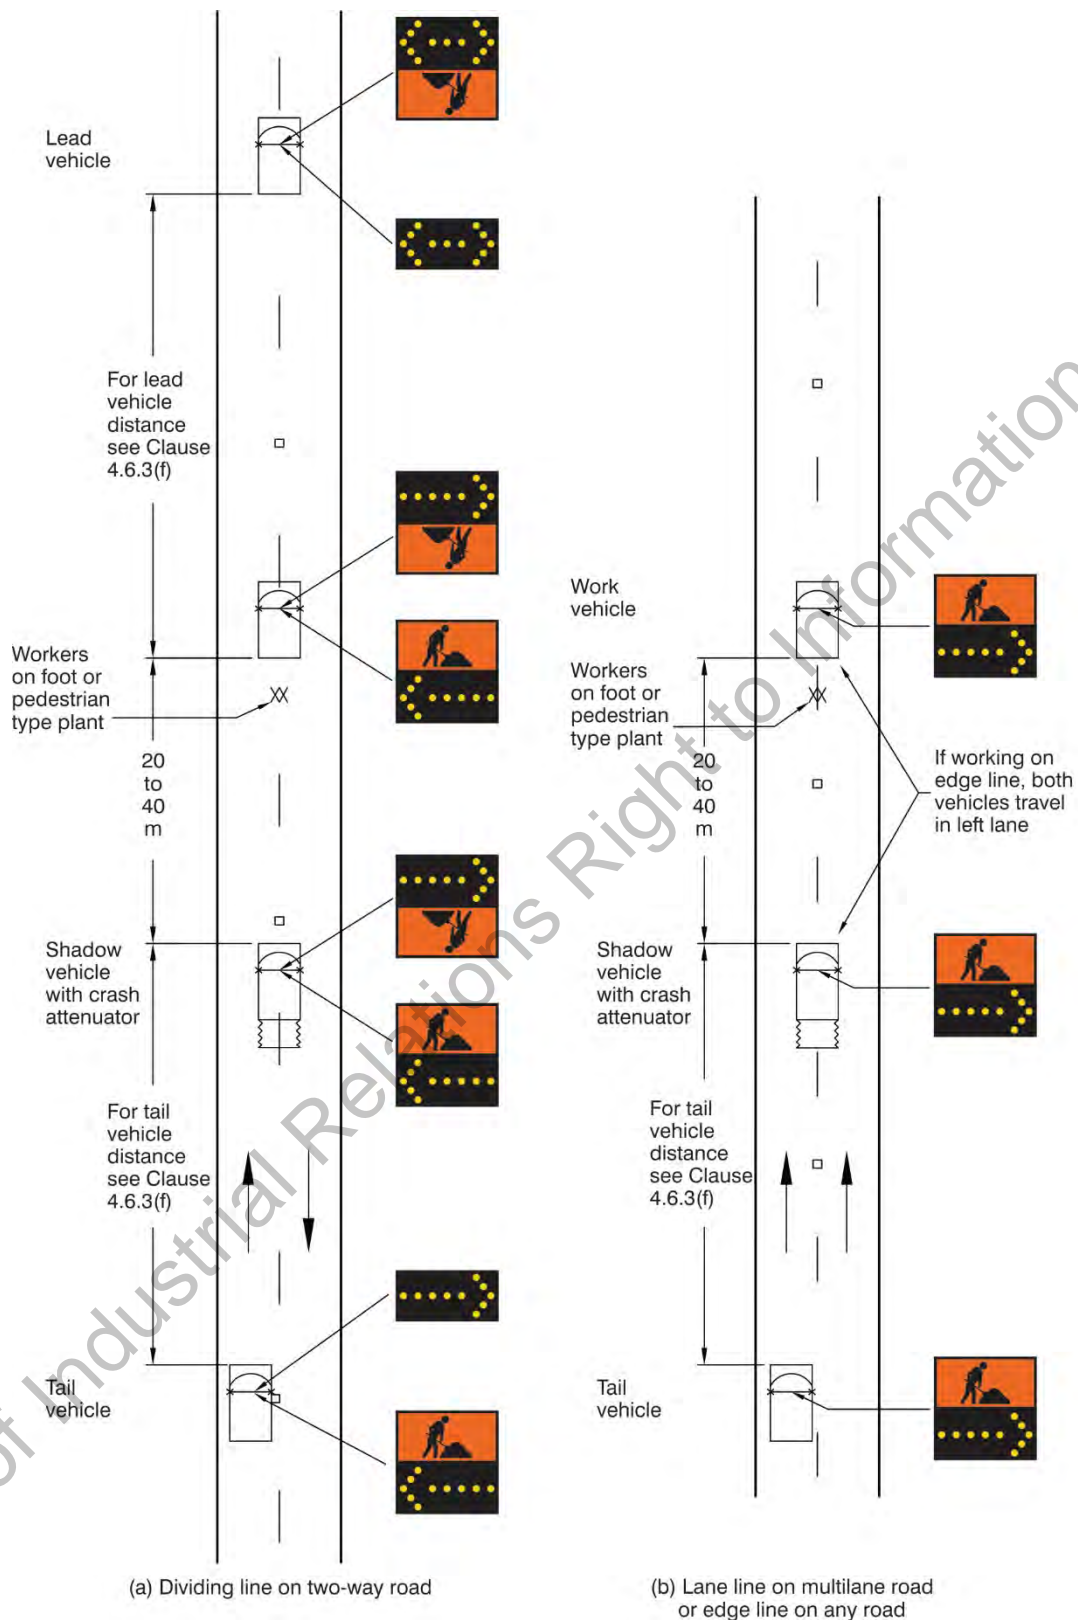 Lead
vehicle
For lead
vehicle
distance
see Clause
4.6.3(f)
Workers
on foot or
pedestrian
type plant
20
to
40
m
Shadow
vehicle
with crash
attenuator
For tail
vehicle
distance
see Clause
4.6.3(f)
Tail
vehicle
(a) Dividing line on two-way road
Work
vehicle
Workers
on foot or
pedestrian
type plant
20
to
40
m
If working on
edge line, both
vehicles travel
in left lane
Shadow
vehicle
with crash
attenuator
For tail
vehicle
distance
see Clause
4.6.3(f)
Tail
vehicle
(b) Lane line on multilane road
or edge line on any road
of Industrial Relations Right to Information